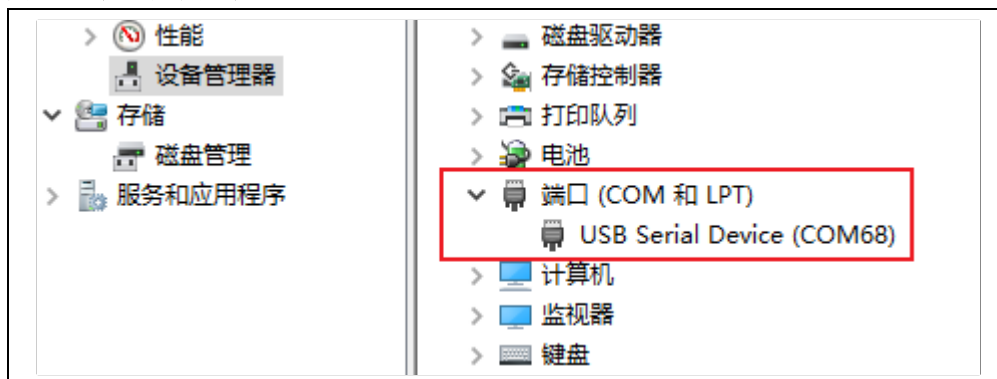 性能
设备管理器
存储
磁盘管理
服务和应用程序
磁盘驱动器
存储控制器
打印队列
电池
端口 (COM 和 LPT)
USB Serial Device (COM68)
计算机
监视器
键盘